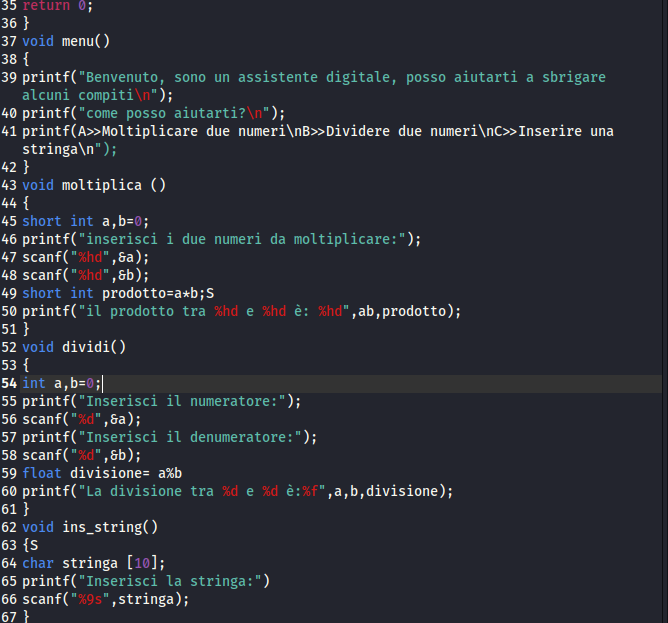 35 return 0;
36 }
37 void menu()
38 {
39 printf("Benvenuto, sono un assistente digitale, posso aiutarti a sbrigare
alcuni compiti\n");
40 printf("come posso aiutarti?\n");
41 printf(A>>Moltiplicare due numeri\nB>>Dividere due numeri\nC>>Inserire una
stringa\n");
42 }
43 void moltiplica ()
44 {
45 short int a,b=0;
46 printf("inserisci i due numeri da moltiplicare:");
47 scanf("%hd",&a);
48 scanf("%hd",&b);
49 short int prodotto=a*b;S
50 printf("il prodotto tra %hd e %hd è: %hd",ab,prodotto);
51 }
52 void dividi()
53 {
54 int a,b=0;
55 printf("Inserisci il numeratore:");
56 scanf("%d",&a);
57 printf("Inserisci il denumeratore:");
58 scanf("%d",&b);
59 float divisione= a%b
60 printf("La divisione tra %d e %d è:%f",a,b,divisione);
61 }
62 void ins_string()
63 {S
64 char stringa [10];
65 printf("Inserisci la stringa:")
66 scanf("%9s",stringa);
67 }